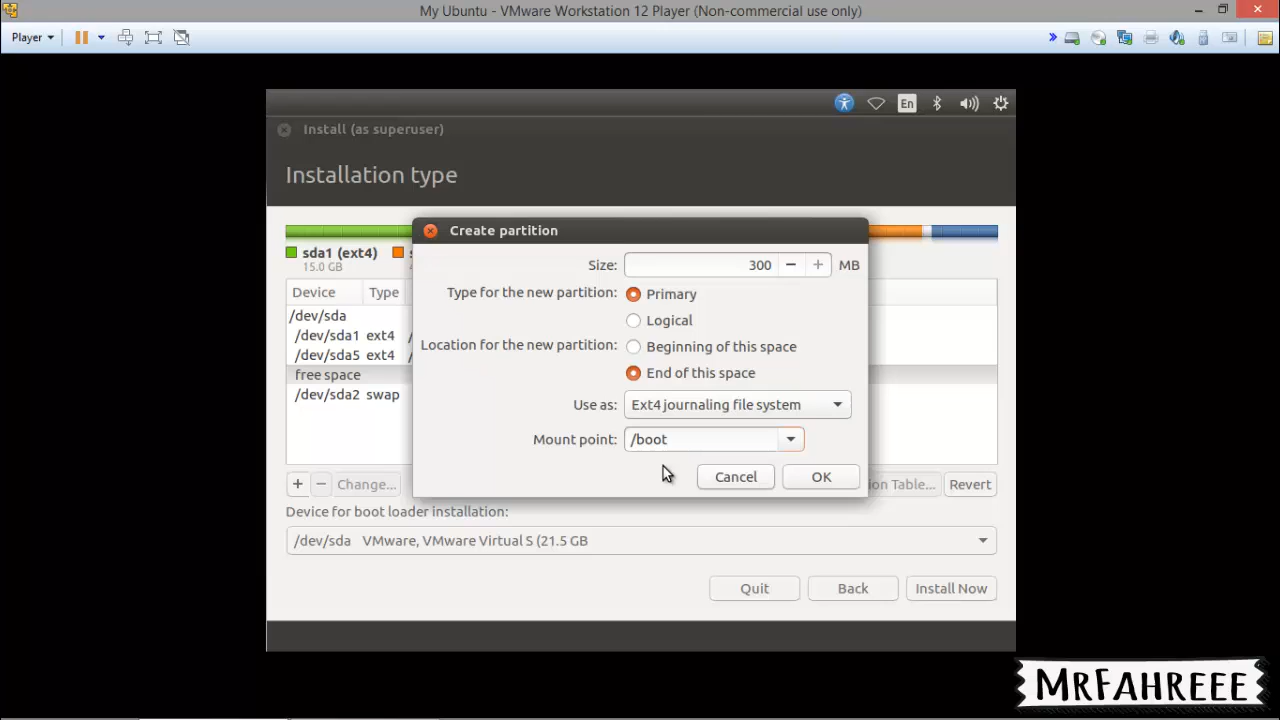 My Ubuntu - VMware Workstation 12 Player (Non-commercial use only)
Player
En
Install (as superuser)
Installation type
Create partition
sda1 (ext4)
15.0 GB
Size: 300 MB
Type for the new partition: Primary
Logical
Location for the new partition: Beginning of this space
End of this space
Use as: Ext4 journaling file system
Mount point: /boot
Cancel OK
Device Type
/dev/sda
/dev/sda1 ext4 /
/dev/sda5 ext4 /
free space
/dev/sda2 swap
+ − Change... Table... Revert
Device for boot loader installation:
/dev/sda VMware, VMware Virtual S (21.5 GB
Quit Back Install Now
MrFahreee